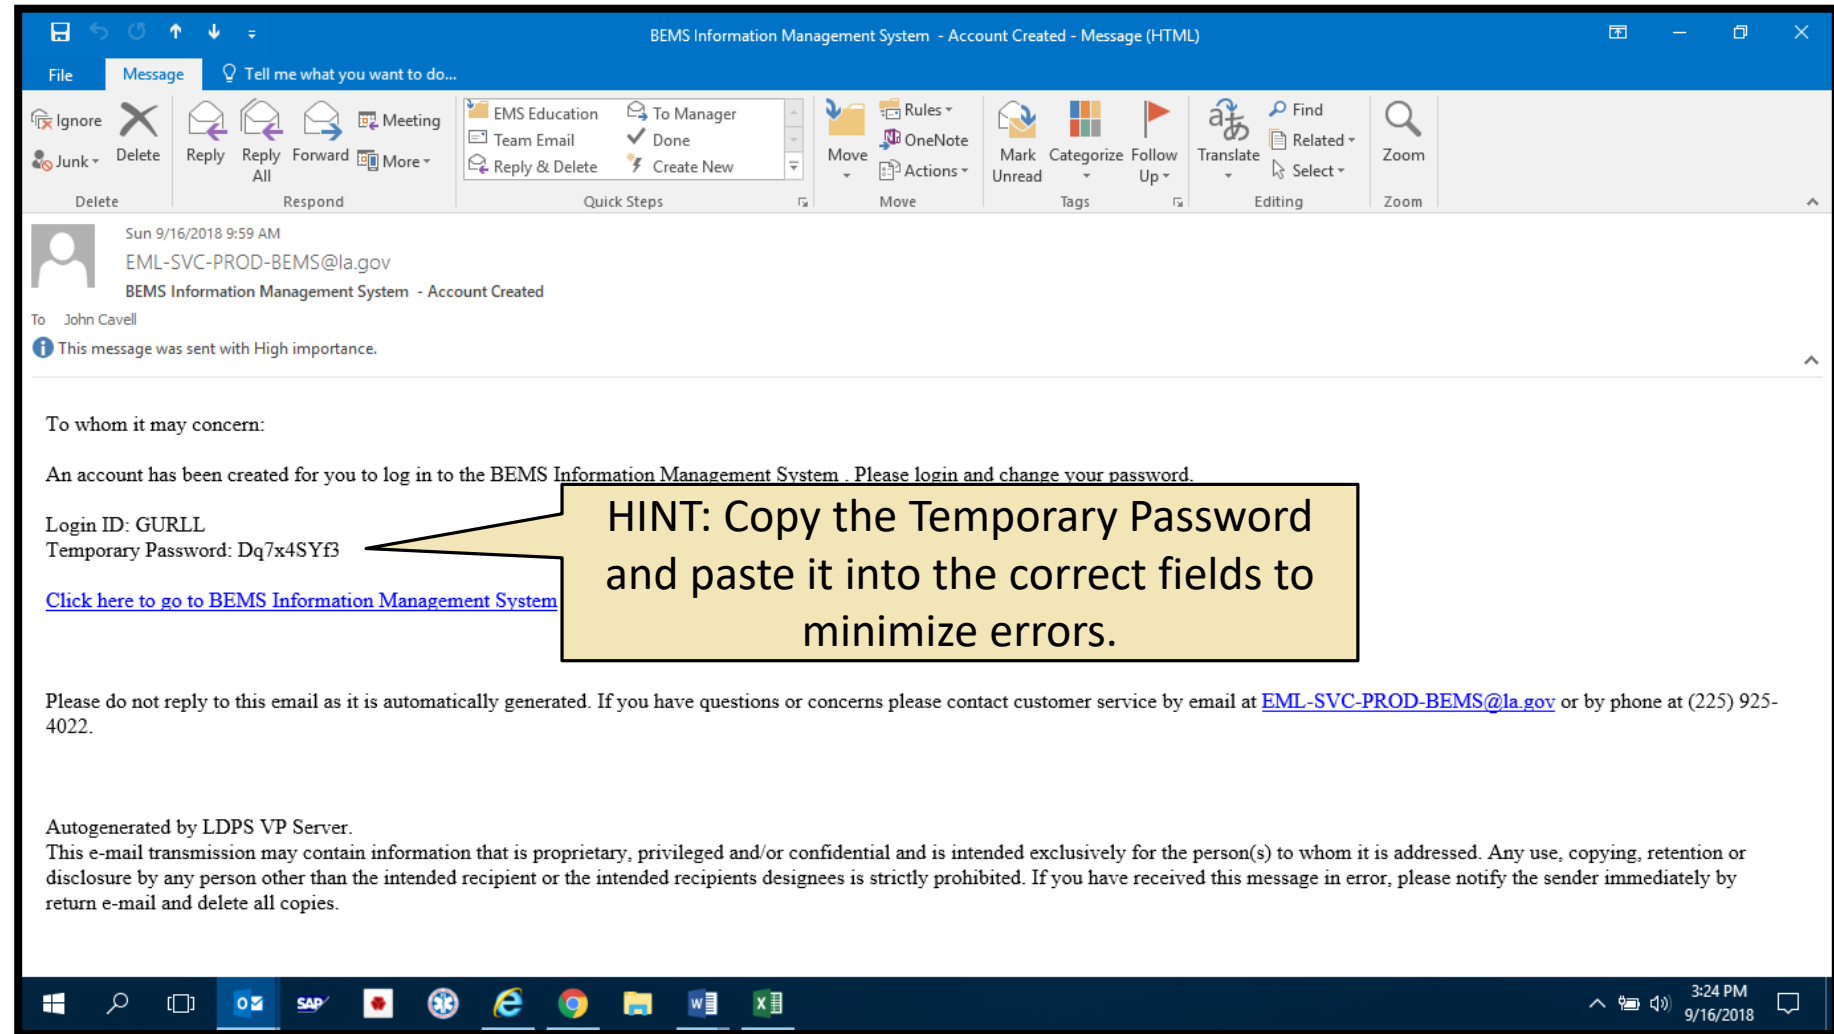 BEMS Information Management System - Account Created - Message (HTML)
File Message Tell me what you want to do...
Ignore
Junk
Delete
Reply
Reply All
Forward
Meeting
More
EMS Education
Team Email
Reply & Delete
To Manager
Done
Create New
Move
Rules
OneNote
Actions
Mark Unread
Categorize
Follow Up
Translate
Find
Related
Select
Zoom
Delete Respond Quick Steps Move Tags Editing Zoom
Sun 9/16/2018 9:59 AM
EML-SVC-PROD-BEMS@la.gov
BEMS Information Management System - Account Created
To John Cavell
This message was sent with High importance.
To whom it may concern:
An account has been created for you to log in to the BEMS Information Management System . Please login and change your password.
Login ID: GURLL
Temporary Password: Dq7x4SYf3
Click here to go to BEMS Information Management System
HINT: Copy the Temporary Password
and paste it into the correct fields to
minimize errors.
Please do not reply to this email as it is automatically generated. If you have questions or concerns please contact customer service by email at EML-SVC-PROD-BEMS@la.gov or by phone at (225) 925-
4022.
Autogenerated by LDPS VP Server.
This e-mail transmission may contain information that is proprietary, privileged and/or confidential and is intended exclusively for the person(s) to whom it is addressed. Any use, copying, retention or
disclosure by any person other than the intended recipient or the intended recipients designees is strictly prohibited. If you have received this message in error, please notify the sender immediately by
return e-mail and delete all copies.
SAP
3:24 PM
9/16/2018